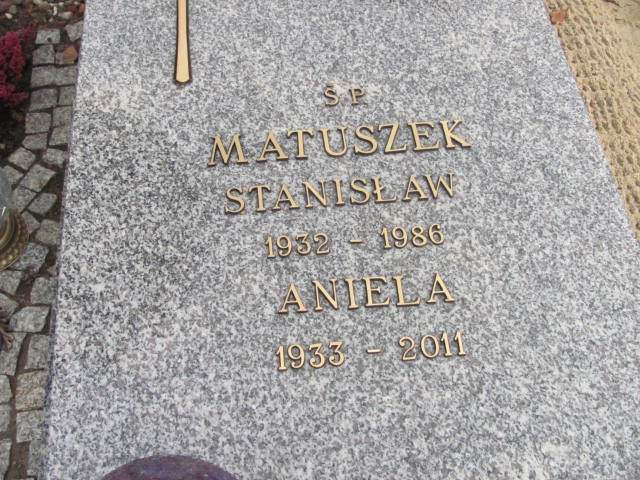 ŚP.
MATUSZEK
STANISŁAW
1932 - 1986
ANIELA
1933 - 2011